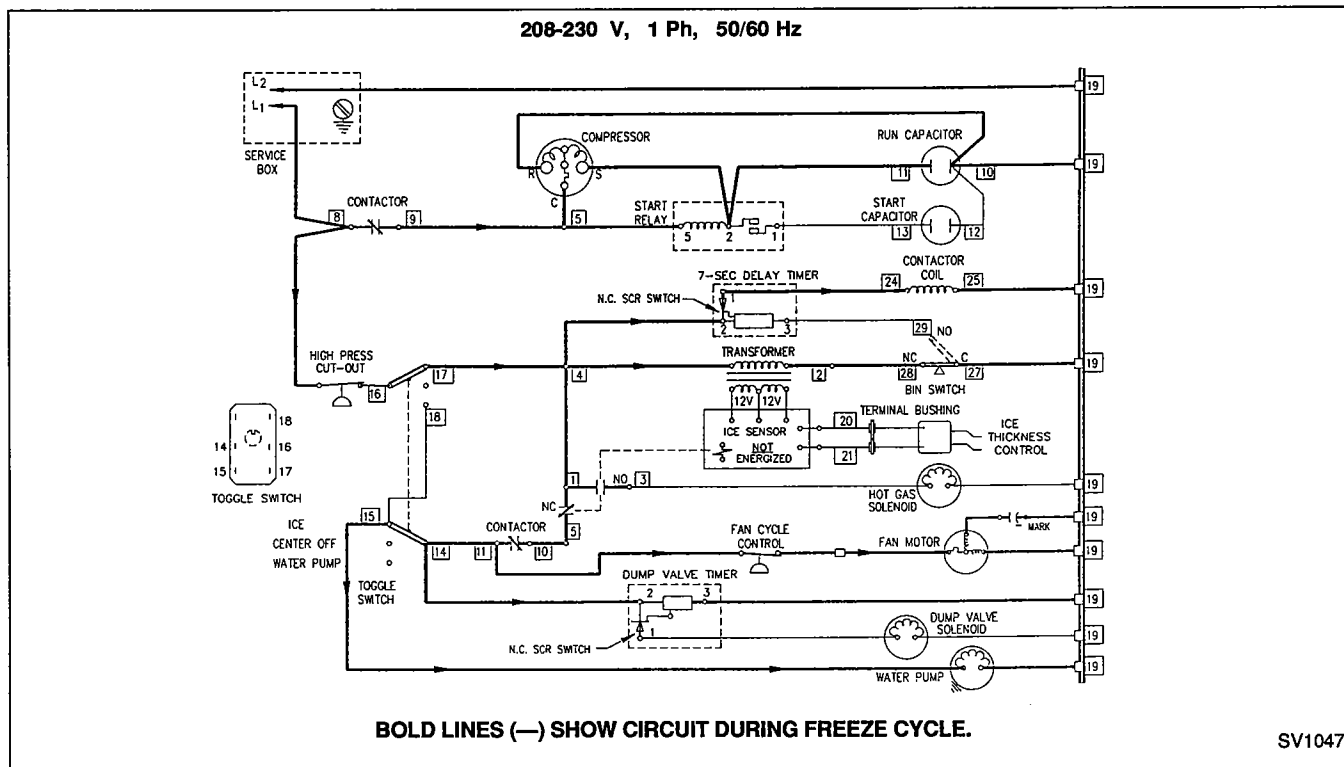 208-230 V, 1 Ph, 50/60 Hz
L2
19
L1
COMPRESSOR
RUN CAPACITOR
SERVICE
BOX
R
S
11
10
19
CONTACTOR
C
START
RELAY
START
CAPACITOR
8
9
5
5
2
1
13
12
7-SEC DELAY TIMER
24
CONTACTOR
COIL
25
N.C. SCR SWITCH
1
19
2
3
29
NO
HIGH PRESS
CUT-OUT
TRANSFORMER
NC
C
19
16
17
4
2
28
27
BIN SWITCH
12V
12V
18
18
14
16
15
17
TOGGLE SWITCH
ICE SENSOR
NOT
ENERGIZED
20
21
TERMINAL BUSHING
ICE
THICKNESS
CONTROL
1
NO
3
HOT GAS
SOLENOID
19
NC
15
ICE
CENTER OFF
WATER PUMP
CONTACTOR
5
14
11
10
FAN CYCLE
CONTROL
FAN MOTOR
MARK
19
19
TOGGLE
SWITCH
DUMP VALVE TIMER
2
3
19
N.C. SCR SWITCH
1
DUMP VALVE
SOLENOID
19
WATER PUMP
19
BOLD LINES (—) SHOW CIRCUIT DURING FREEZE CYCLE.
SV1047